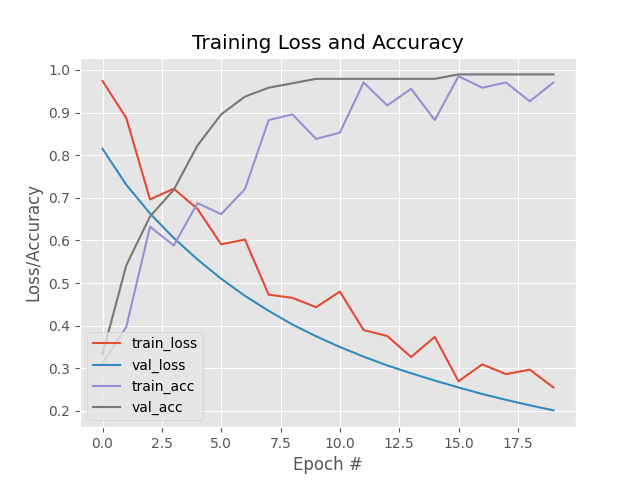 Training Loss and Accuracy
1.0
0.9
0.8
0.7
0.6
0.5
0.4
0.3
0.2
Loss/Accuracy
train_loss
val_loss
train_acc
val_acc
0.0 2.5 5.0 7.5 10.0 12.5 15.0 17.5
Epoch #